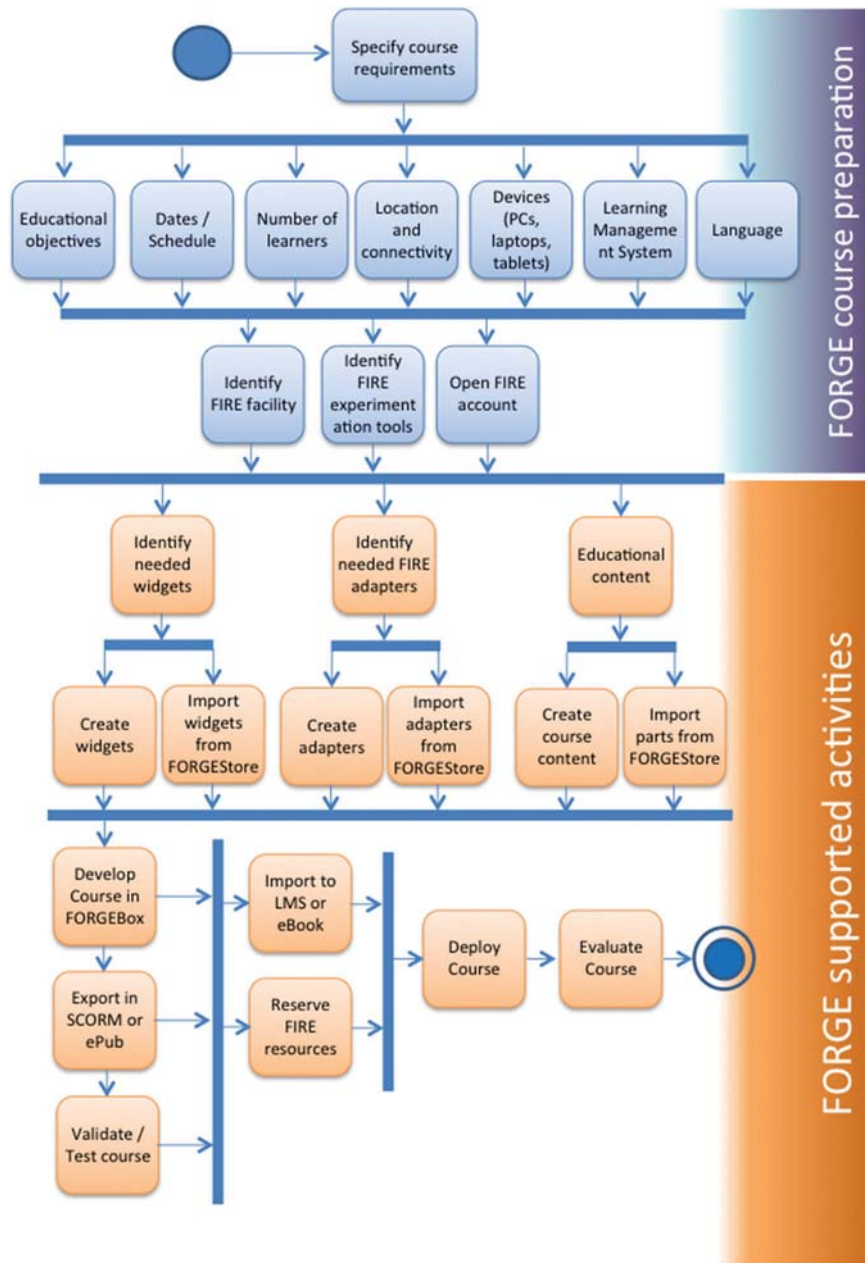 Specify course
requirements
Educational
objectives
Dates /
Schedule
Number of
learners
Location
and
connectivity
Devices
(PCs,
laptops,
tablets)
Learning
Manageme
nt System
Language
Identify
FIRE facility
Identify
FIRE
experiment
ation tools
Open FIRE
account
FORGE course preparation
Identify
needed
widgets
Identify
needed FIRE
adapters
Educational
content
Create
widgets
Import
widgets
from
FORGEStore
Create
adapters
Import
adapters
from
FORGEStore
Create
course
content
Import
parts from
FORGEStore
Develop
Course in
FORGEBox
Export in
SCORM or
ePub
Validate /
Test course
Import to
LMS or
eBook
Reserve
FIRE
resources
Deploy
Course
Evaluate
Course
FORGE supported activities